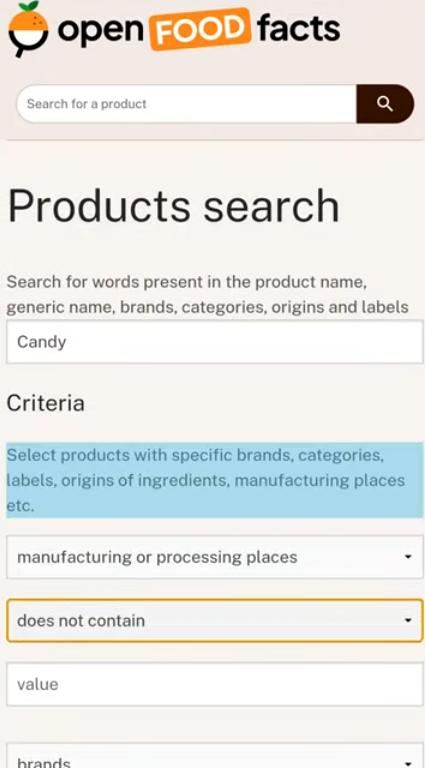 open FOOD facts
Search for a product
Products search
Search for words present in the product name,
generic name, brands, categories, origins and labels
Candy
Criteria
Select products with specific brands, categories,
labels, origins of ingredients, manufacturing places
etc.
manufacturing or processing places
does not contain
value
brands